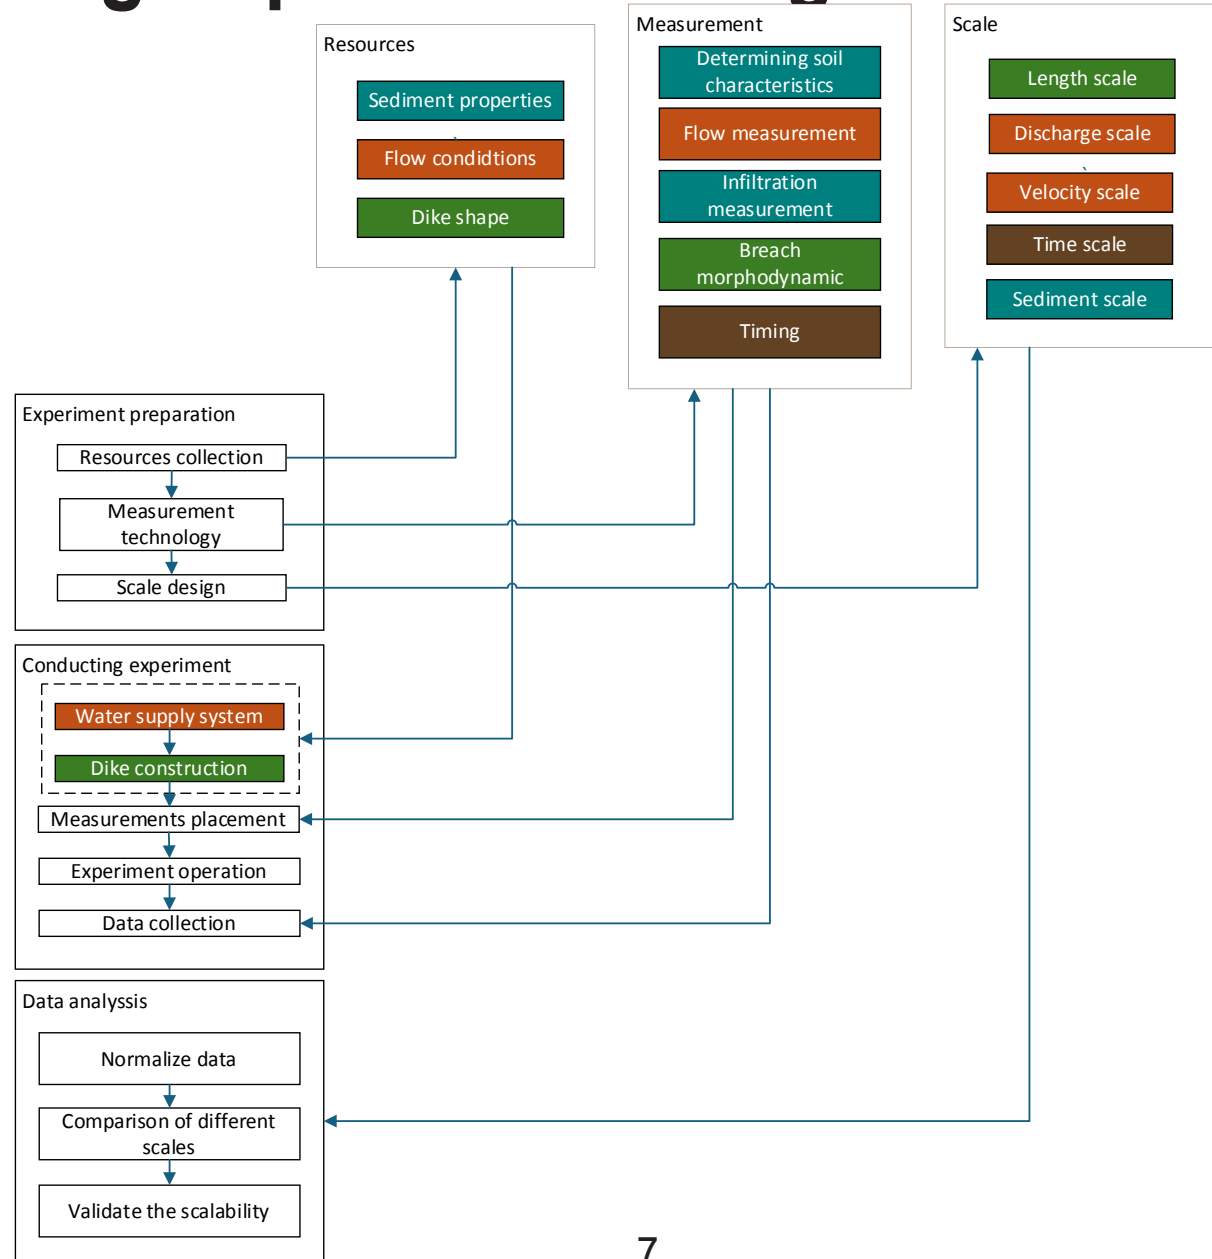 Resources
Sediment properties
Flow condidtions
Dike shape
Measurement
Determining soil
characteristics
Flow measurement
Infiltration
measurement
Breach
morphodynamic
Timing
Scale
Length scale
Discharge scale
Velocity scale
Time scale
Sediment scale
Experiment preparation
Resources collection
Measurement
technology
Scale design
Conducting experiment
Water supply system
Dike construction
Measurements placement
Experiment operation
Data collection
Data analyssis
Normalize data
Comparison of different
scales
Validate the scalability
7